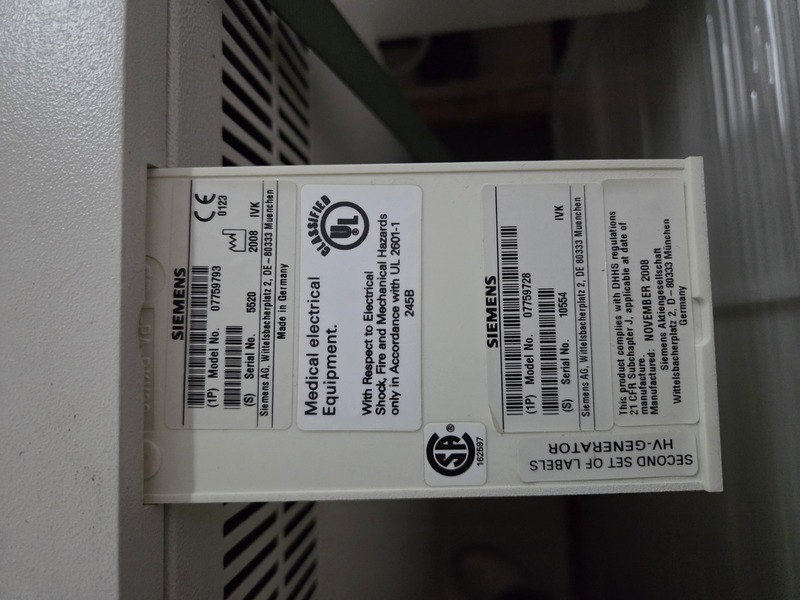 SIEMENS
(1P) Model No. 07759793
0123
(S) Serial No. 5520 2008 IVK
Siemens AG, Wittelsbacherplatz 2, DE – 80333 Muenchen
Made in Germany
Medical electrical
Equipment.
CLASSIFIED
UL
With Respect to Electrical
Shock, Fire and Mechanical Hazards
only in Accordance with UL 2601-1
245B
SA
162597
SIEMENS
(1P) Model No. 07759728
(S) Serial No. 10554 IVK
Siemens AG, Wittelsbacherplatz 2, DE – 80333 Muenchen
This product complies with DHHS regulations
21 CFR Subchapter J, applicable at date of
manufacture.
Manufactured: NOVEMBER 2008
Siemens Aktiengesellschaft
Wittelsbacherplatz 2, D – 80333 München
Germany
SECOND SET OF LABELS
HV-GENERATOR